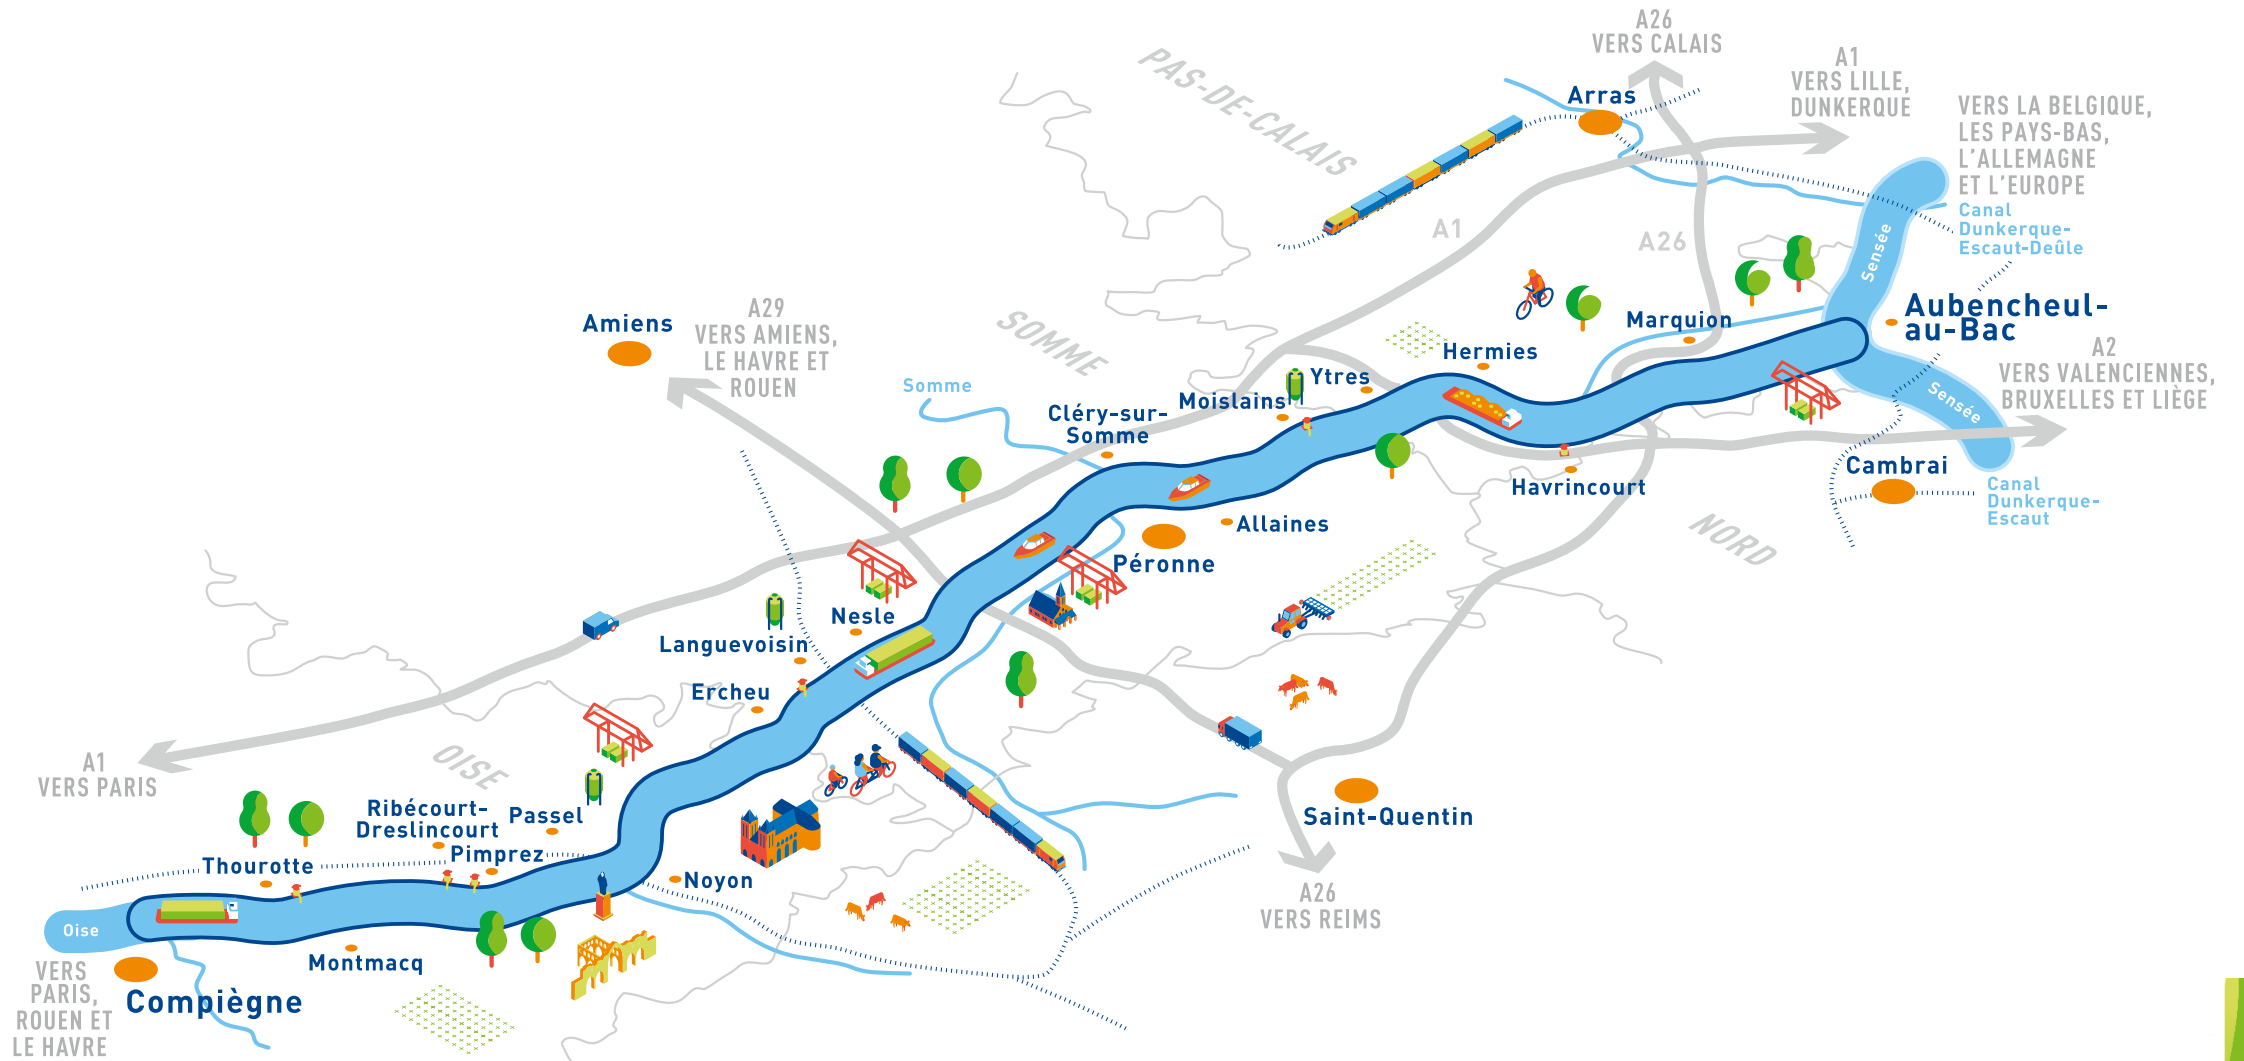 A26
VERS CALAIS
A1
VERS LILLE,
DUNKERQUE
VERS LA BELGIQUE,
LES PAYS-BAS,
L'ALLEMAGNE
ET L'EUROPE
Canal
Dunkerque-
Escaut-Deûle
PAS-DE-CALAIS
Arras
A1
A26
Sensée
Aubencheul-
au-Bac
A2
VERS VALENCIENNES,
BRUXELLES ET LIÈGE
Sensée
Cambrai
Canal
Dunkerque-
Escaut
Marquion
Hermies
Ytres
Moislains
Havrincourt
NORD
Amiens
A29
VERS AMIENS,
LE HAVRE ET
ROUEN
SOMME
Somme
Cléry-sur-
Somme
Allaines
Péronne
Nesle
Languevoisin
Ercheu
OISE
A1
VERS PARIS
Ribécourt-
Dreslincourt
Passel
Pimprez
Thourotte
Noyon
Saint-Quentin
A26
VERS REIMS
Oise
Montmacq
Compiègne
VERS
PARIS,
ROUEN ET
LE HAVRE